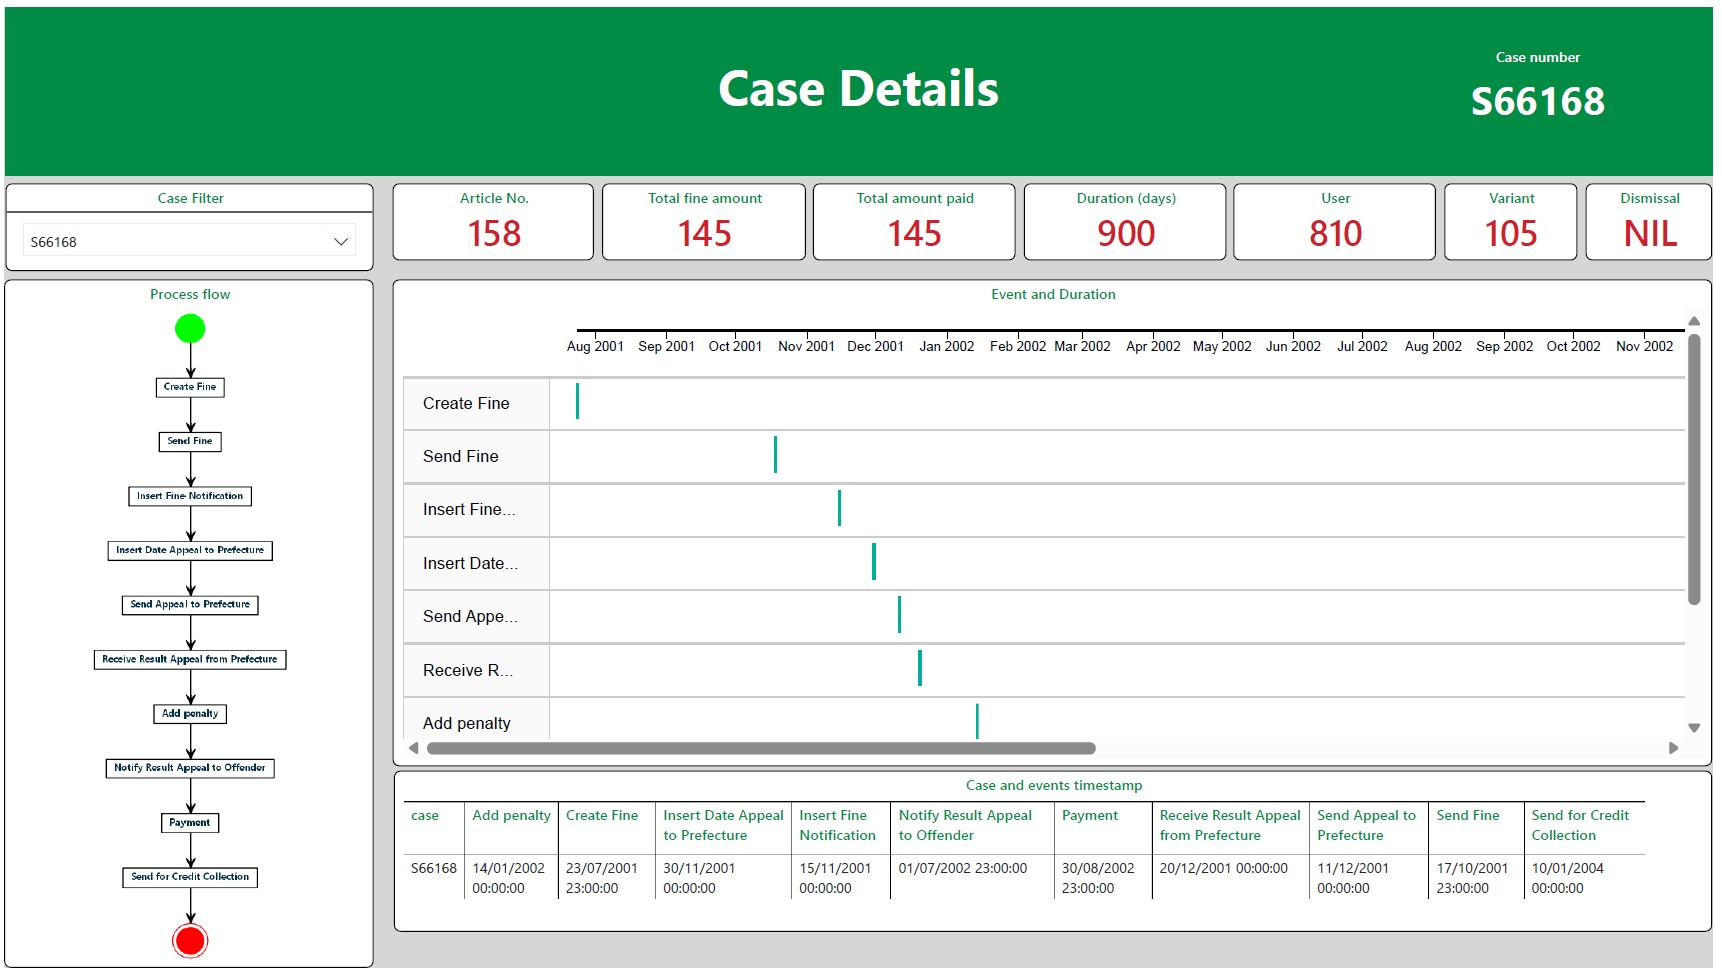 Case Details
Case number
S66168
Case Filter
S66168
Article No.
158
Total fine amount
145
Total amount paid
145
Duration (days)
900
User
810
Variant
105
Dismissal
NIL
Process flow
Create Fine
Send Fine
Insert Fine Notification
Insert Date Appeal to Prefecture
Send Appeal to Prefecture
Receive Result Appeal from Prefecture
Add penalty
Notify Result Appeal to Offender
Payment
Send for Credit Collection
Event and Duration
Aug 2001 Sep 2001 Oct 2001 Nov 2001 Dec 2001 Jan 2002 Feb 2002 Mar 2002 Apr 2002 May 2002 Jun 2002 Jul 2002 Aug 2002 Sep 2002 Oct 2002 Nov 2002
Create Fine
Send Fine
Insert Fine...
Insert Date...
Send Appe...
Receive R...
Add penalty
Case and events timestamp
case Add penalty Create Fine Insert Date Appeal Insert Fine Notify Result Appeal Payment Receive Result Appeal Send Appeal to Send Fine Send for Credit
to Prefecture Notification to Offender from Prefecture Prefecture Collection
S66168 14/01/2002 23/07/2001 30/11/2001 15/11/2001 01/07/2002 23:00:00 30/08/2002 20/12/2001 00:00:00 11/12/2001 17/10/2001 10/01/2004
00:00:00 23:00:00 00:00:00 00:00:00 23:00:00 00:00:00 23:00:00 00:00:00